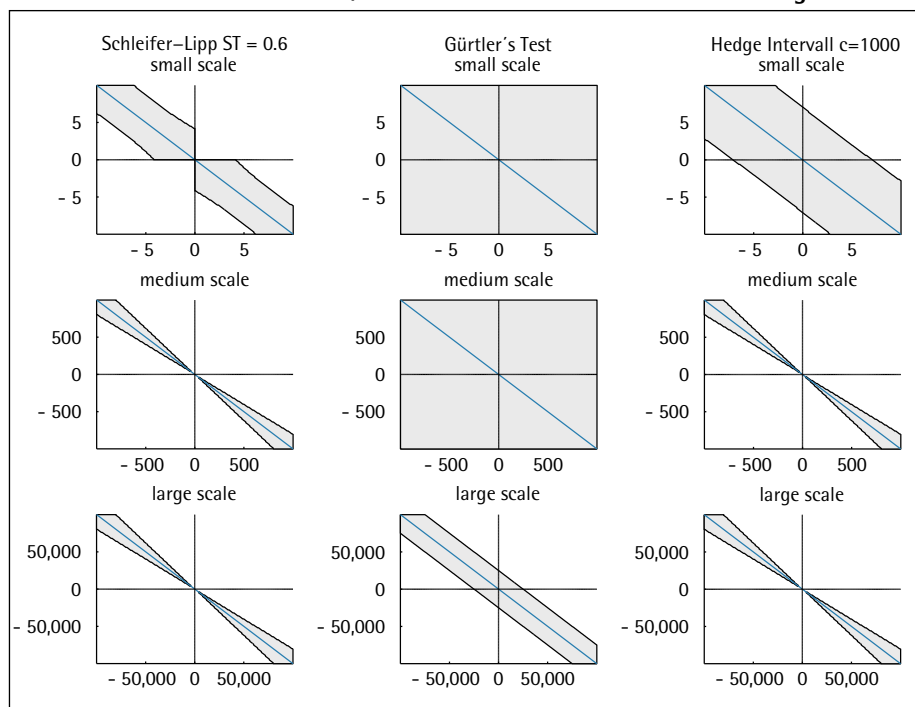 Schleifer–Lipp ST = 0.6
small scale
Gürtler´s Test
small scale
Hedge Intervall c=1000
small scale
5
0
- 5
- 5 0 5
5
0
- 5
- 5 0 5
5
0
- 5
- 5 0 5
medium scale
medium scale
medium scale
500
0
- 500
- 500 0 500
500
0
- 500
- 500 0 500
500
0
- 500
- 500 0 500
large scale
large scale
large scale
50,000
0
- 50,000
- 50,000 0 50,000
50,000
0
- 50,000
- 50,000 0 50,000
50,000
0
- 50,000
- 50,000 0 50,000